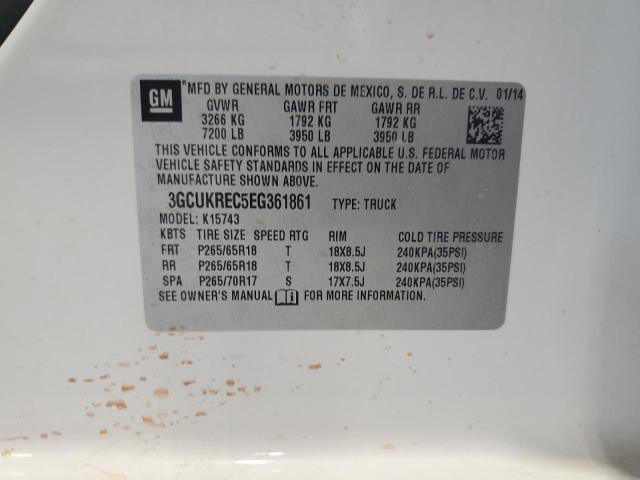 GM
®MFD BY GENERAL MOTORS DE MEXICO, S. DE R.L. DE C.V. 01/14
GVWR GAWR FRT GAWR RR
3266 KG 1792 KG 1792 KG
7200 LB 3950 LB 3950 LB
THIS VEHICLE CONFORMS TO ALL APPLICABLE U.S. FEDERAL MOTOR
VEHICLE SAFETY STANDARDS IN EFFECT ON THE DATE OF
MANUFACTURE SHOWN ABOVE.
3GCUKREC5EG361861 TYPE: TRUCK
MODEL: K15743
KBTS TIRE SIZE SPEED RTG RIM COLD TIRE PRESSURE
FRT P265/65R18 T 18X8.5J 240KPA(35PSI)
RR P265/65R18 T 18X8.5J 240KPA(35PSI)
SPA P265/70R17 S 17X7.5J 240KPA(35PSI)
SEE OWNER'S MANUAL FOR MORE INFORMATION.